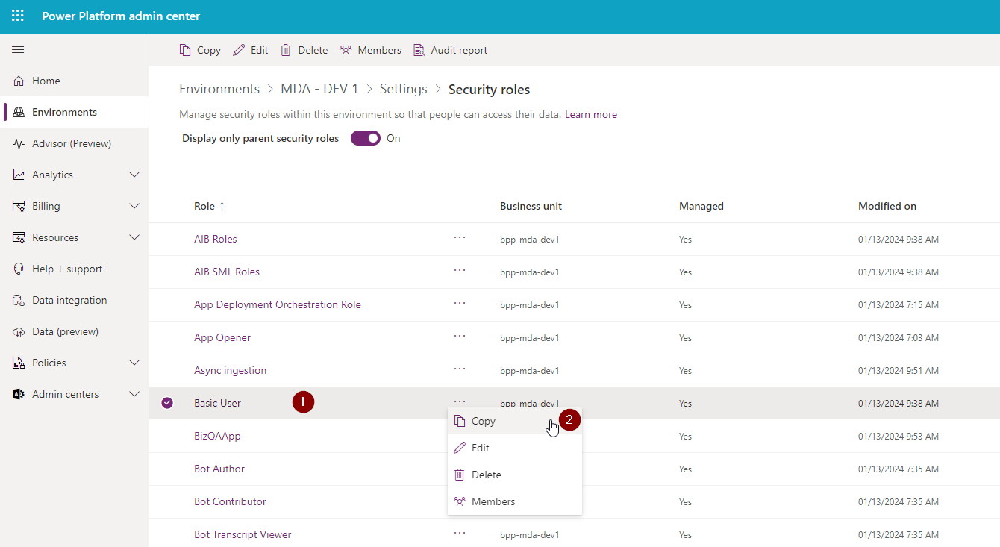 Power Platform admin center
Copy Edit Delete Members Audit report
Home
Environments
Advisor (Preview)
Analytics
Billing
Resources
Help + support
Data integration
Data (preview)
Policies
Admin centers
Environments > MDA - DEV 1 > Settings > Security roles
Manage security roles within this environment so that people can access their data. Learn more
Display only parent security roles On
Role ↑ Business unit Managed Modified on
AIB Roles ... bpp-mda-dev1 Yes 01/13/2024 9:38 AM
AIB SML Roles ... bpp-mda-dev1 Yes 01/13/2024 9:38 AM
App Deployment Orchestration Role ... bpp-mda-dev1 Yes 01/13/2024 7:15 AM
App Opener ... bpp-mda-dev1 Yes 01/13/2024 7:03 AM
Async ingestion ... bpp-mda-dev1 Yes 01/13/2024 9:51 AM
Basic User 1 ... bpp-mda-dev1 Yes 01/13/2024 9:38 AM
Copy 2
Edit
Delete
Members
BizQAApp Yes 01/13/2024 9:53 AM
Bot Author Yes 01/13/2024 7:35 AM
Bot Contributor Yes 01/13/2024 7:35 AM
Bot Transcript Viewer ... bpp-mda-dev1 Yes 01/13/2024 7:35 AM